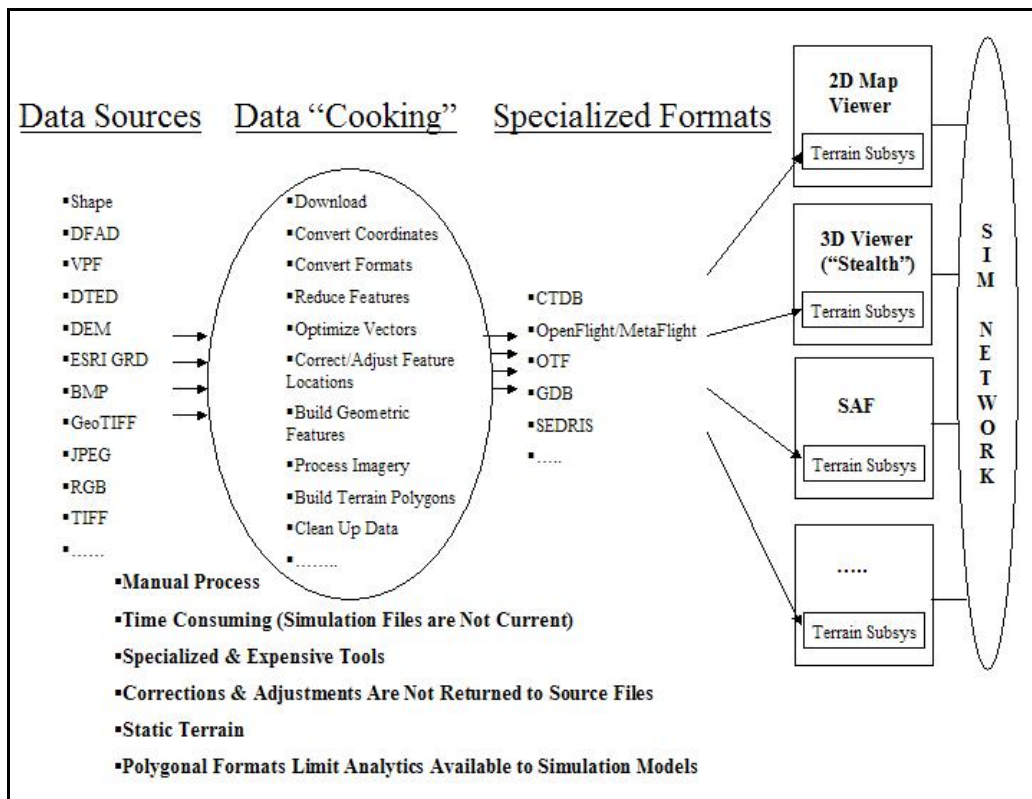 Data Sources
▪Shape
▪DFAD
▪VPF
▪DTED
▪DEM
▪ESRI GRD
▪BMP
▪GeoTIFF
▪JPEG
▪RGB
▪TIFF
▪......
Data “Cooking”
▪Download
▪Convert Coordinates
▪Convert Formats
▪Reduce Features
▪Optimize Vectors
▪Correct/Adjust Feature
Locations
▪Build Geometric
Features
▪Process Imagery
▪Build Terrain Polygons
▪Clean Up Data
▪........
Specialized Formats
▪CTDB
▪OpenFlight/MetaFlight
▪OTF
▪GDB
▪SEDRIS
▪.....
2D Map
Viewer
Terrain Subsys
3D Viewer
(“Stealth”)
Terrain Subsys
SAF
Terrain Subsys
.....
Terrain Subsys
SIM NETWORK
▪Manual Process
▪Time Consuming (Simulation Files are Not Current)
▪Specialized & Expensive Tools
▪Corrections & Adjustments Are Not Returned to Source Files
▪Static Terrain
▪Polygonal Formats Limit Analytics Available to Simulation Models